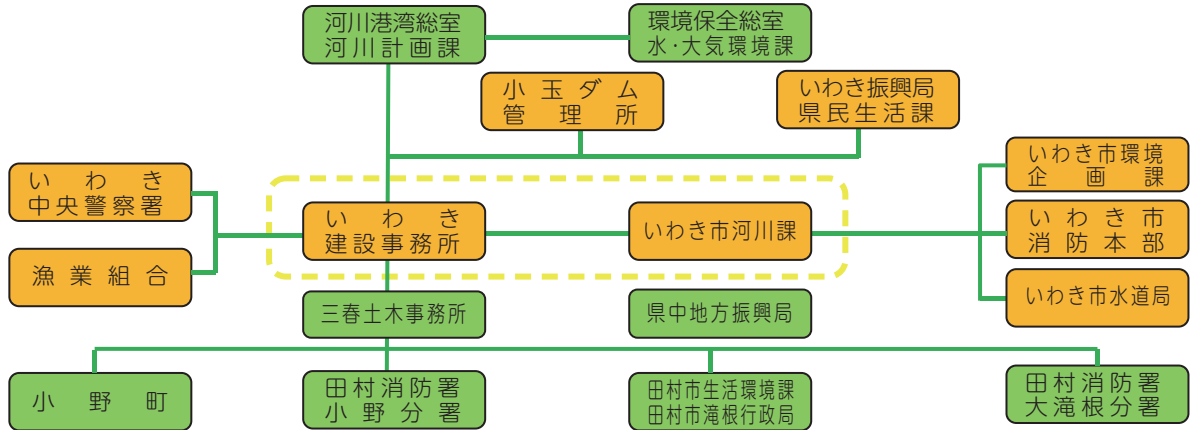 河川港湾総室
河川計画課
環境保全総室
水・大気環境課
小玉ダム
管理所
いわき振興局
県民生活課
いわき
中央警察署
漁業組合
いわき
建設事務所
いわき市河川課
いわき市環境
企画課
いわき市
消防本部
いわき市水道局
三春土木事務所
県中地方振興局
小野町
田村消防署
小野分署
田村市生活環境課
田村市滝根行政局
田村消防署
大滝根分署